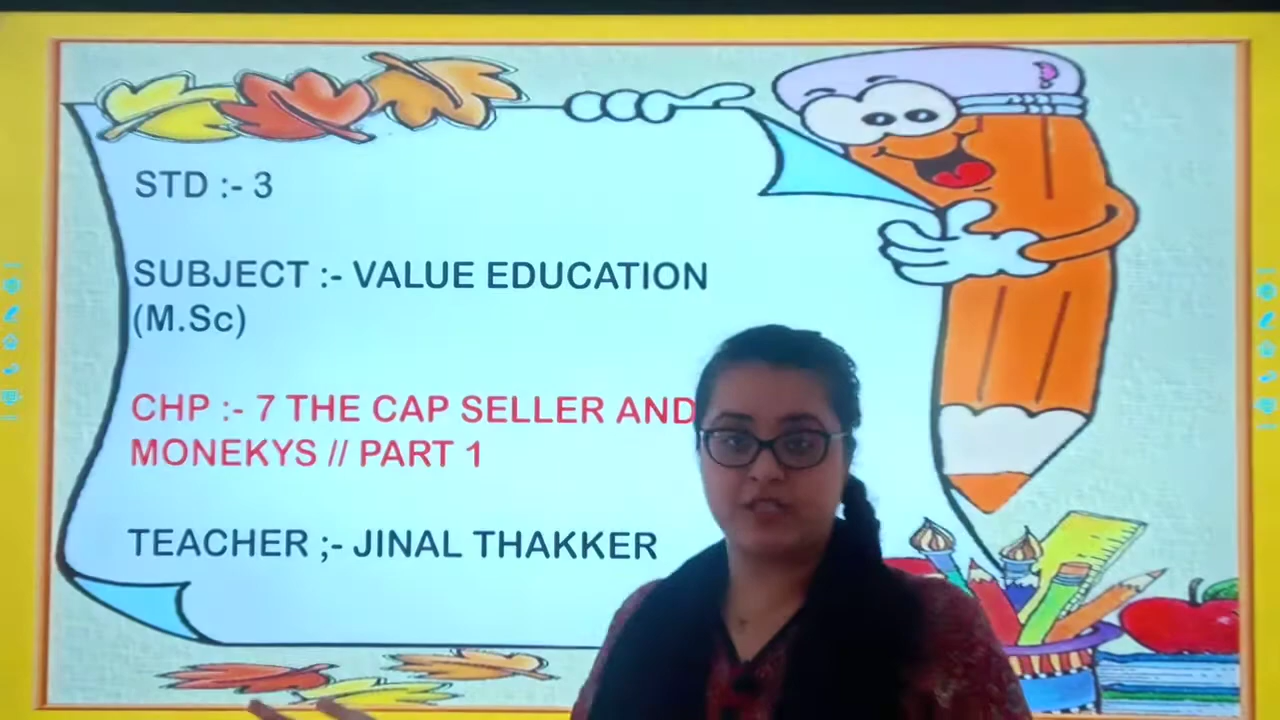 STD :- 3
SUBJECT :- VALUE EDUCATION
(M.Sc)
CHP :- 7 THE CAP SELLER AND
MONEKYS // PART 1
TEACHER ;- JINAL THAKKER